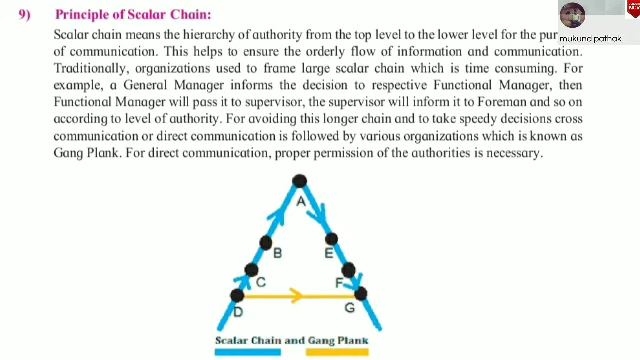 9) Principle of Scalar Chain:
Scalar chain means the hierarchy of authority from the top level to the lower level for the pur
of communication. This helps to ensure the orderly flow of information and communication.
Traditionally, organizations used to frame large scalar chain which is time consuming. For
example, a General Manager informs the decision to respective Functional Manager, then
Functional Manager will pass it to supervisor, the supervisor will inform it to Foreman and so on
according to level of authority. For avoiding this longer chain and to take speedy decisions cross
communication or direct communication is followed by various organizations which is known as
Gang Plank. For direct communication, proper permission of the authorities is necessary.
mukund pathak
A
B
E
C
F
D
G
Scalar Chain and Gang Plank